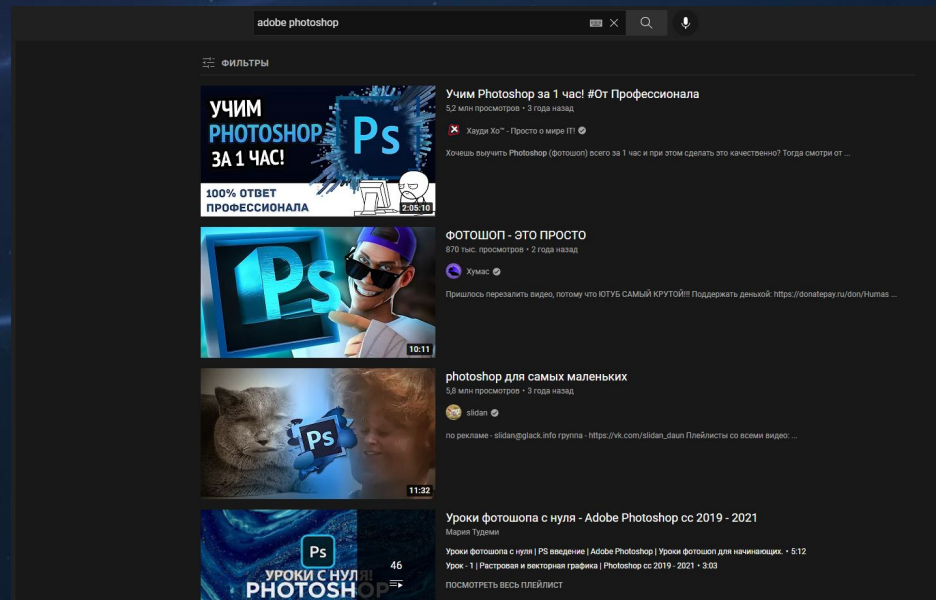 adobe photoshop
ФИЛЬТРЫ
УЧИМ
PHOTOSHOP
ЗА 1 ЧАС!
Ps
100% ОТВЕТ
ПРОФЕССИОНАЛА
2:05:10
Учим Photoshop за 1 час! #От Профессионала
5,2 млн просмотров • 3 года назад
Хауди Хо™ - Просто о мире IT!
Хочешь выучить Photoshop (фотошоп) всего за 1 час и при этом сделать это качественно? Тогда смотри от ...
Ps
10:11
ФОТОШОП - ЭТО ПРОСТО
870 тыс. просмотров • 2 года назад
Хумас
Пришлось перезалить видео, потому что ЮТУБ САМЫЙ КРУТОЙ!!! Поддержать деньхой: https://donatepay.ru/don/Humas ...
Ps
11:32
photoshop для самых маленьких
5,8 млн просмотров • 3 года назад
slidan
по рекламе - slidan@glack.info группа - https://vk.com/slidan_daun Плейлисты со всеми видео: ...
Ps
УРОКИ С НУЛЯ!
PHOTOSHOP
46
Уроки фотошопа с нуля - Adobe Photoshop cc 2019 - 2021
Мария Тудеми
Уроки фотошопа с нуля | PS введение | Adobe Photoshop | Уроки фотошоп для начинающих. • 5:12
Урок - 1 | Растровая и векторная графика | Photoshop cc 2019 - 2021 • 3:03
ПОСМОТРЕТЬ ВЕСЬ ПЛЕЙЛИСТ